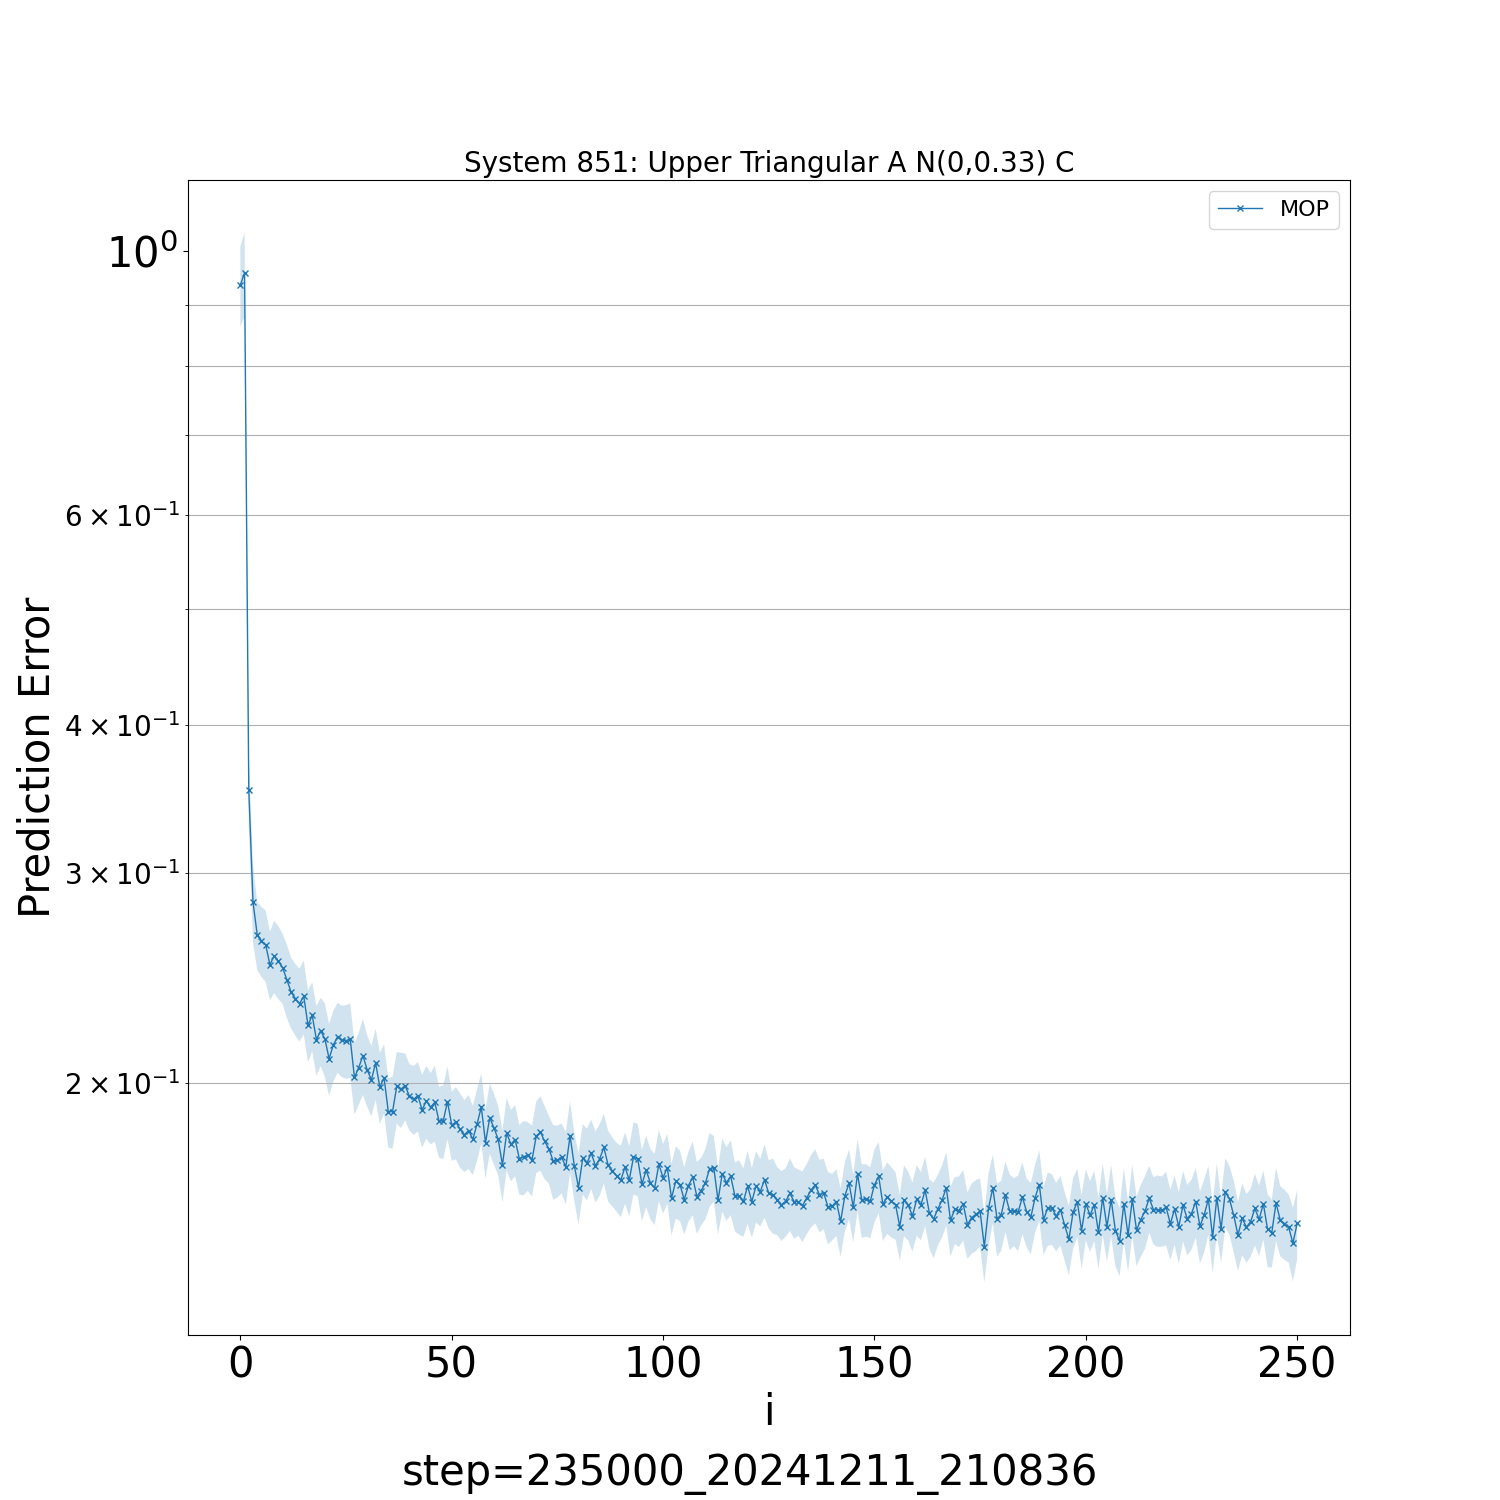 System 851: Upper Triangular A N(0,0.33) C
MOP
10⁰
6 × 10⁻¹
4 × 10⁻¹
3 × 10⁻¹
2 × 10⁻¹
Prediction Error
0 50 100 150 200 250
i
step=235000_20241211_210836